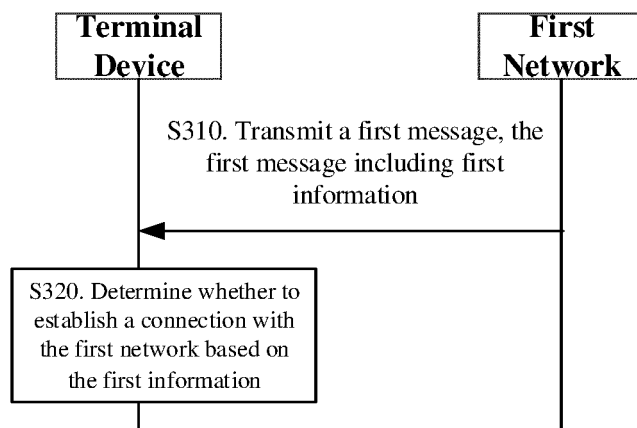 Terminal
Device
First
Network
S310. Transmit a first message, the
first message including first
information
S320. Determine whether to
establish a connection with
the first network based on
the first information